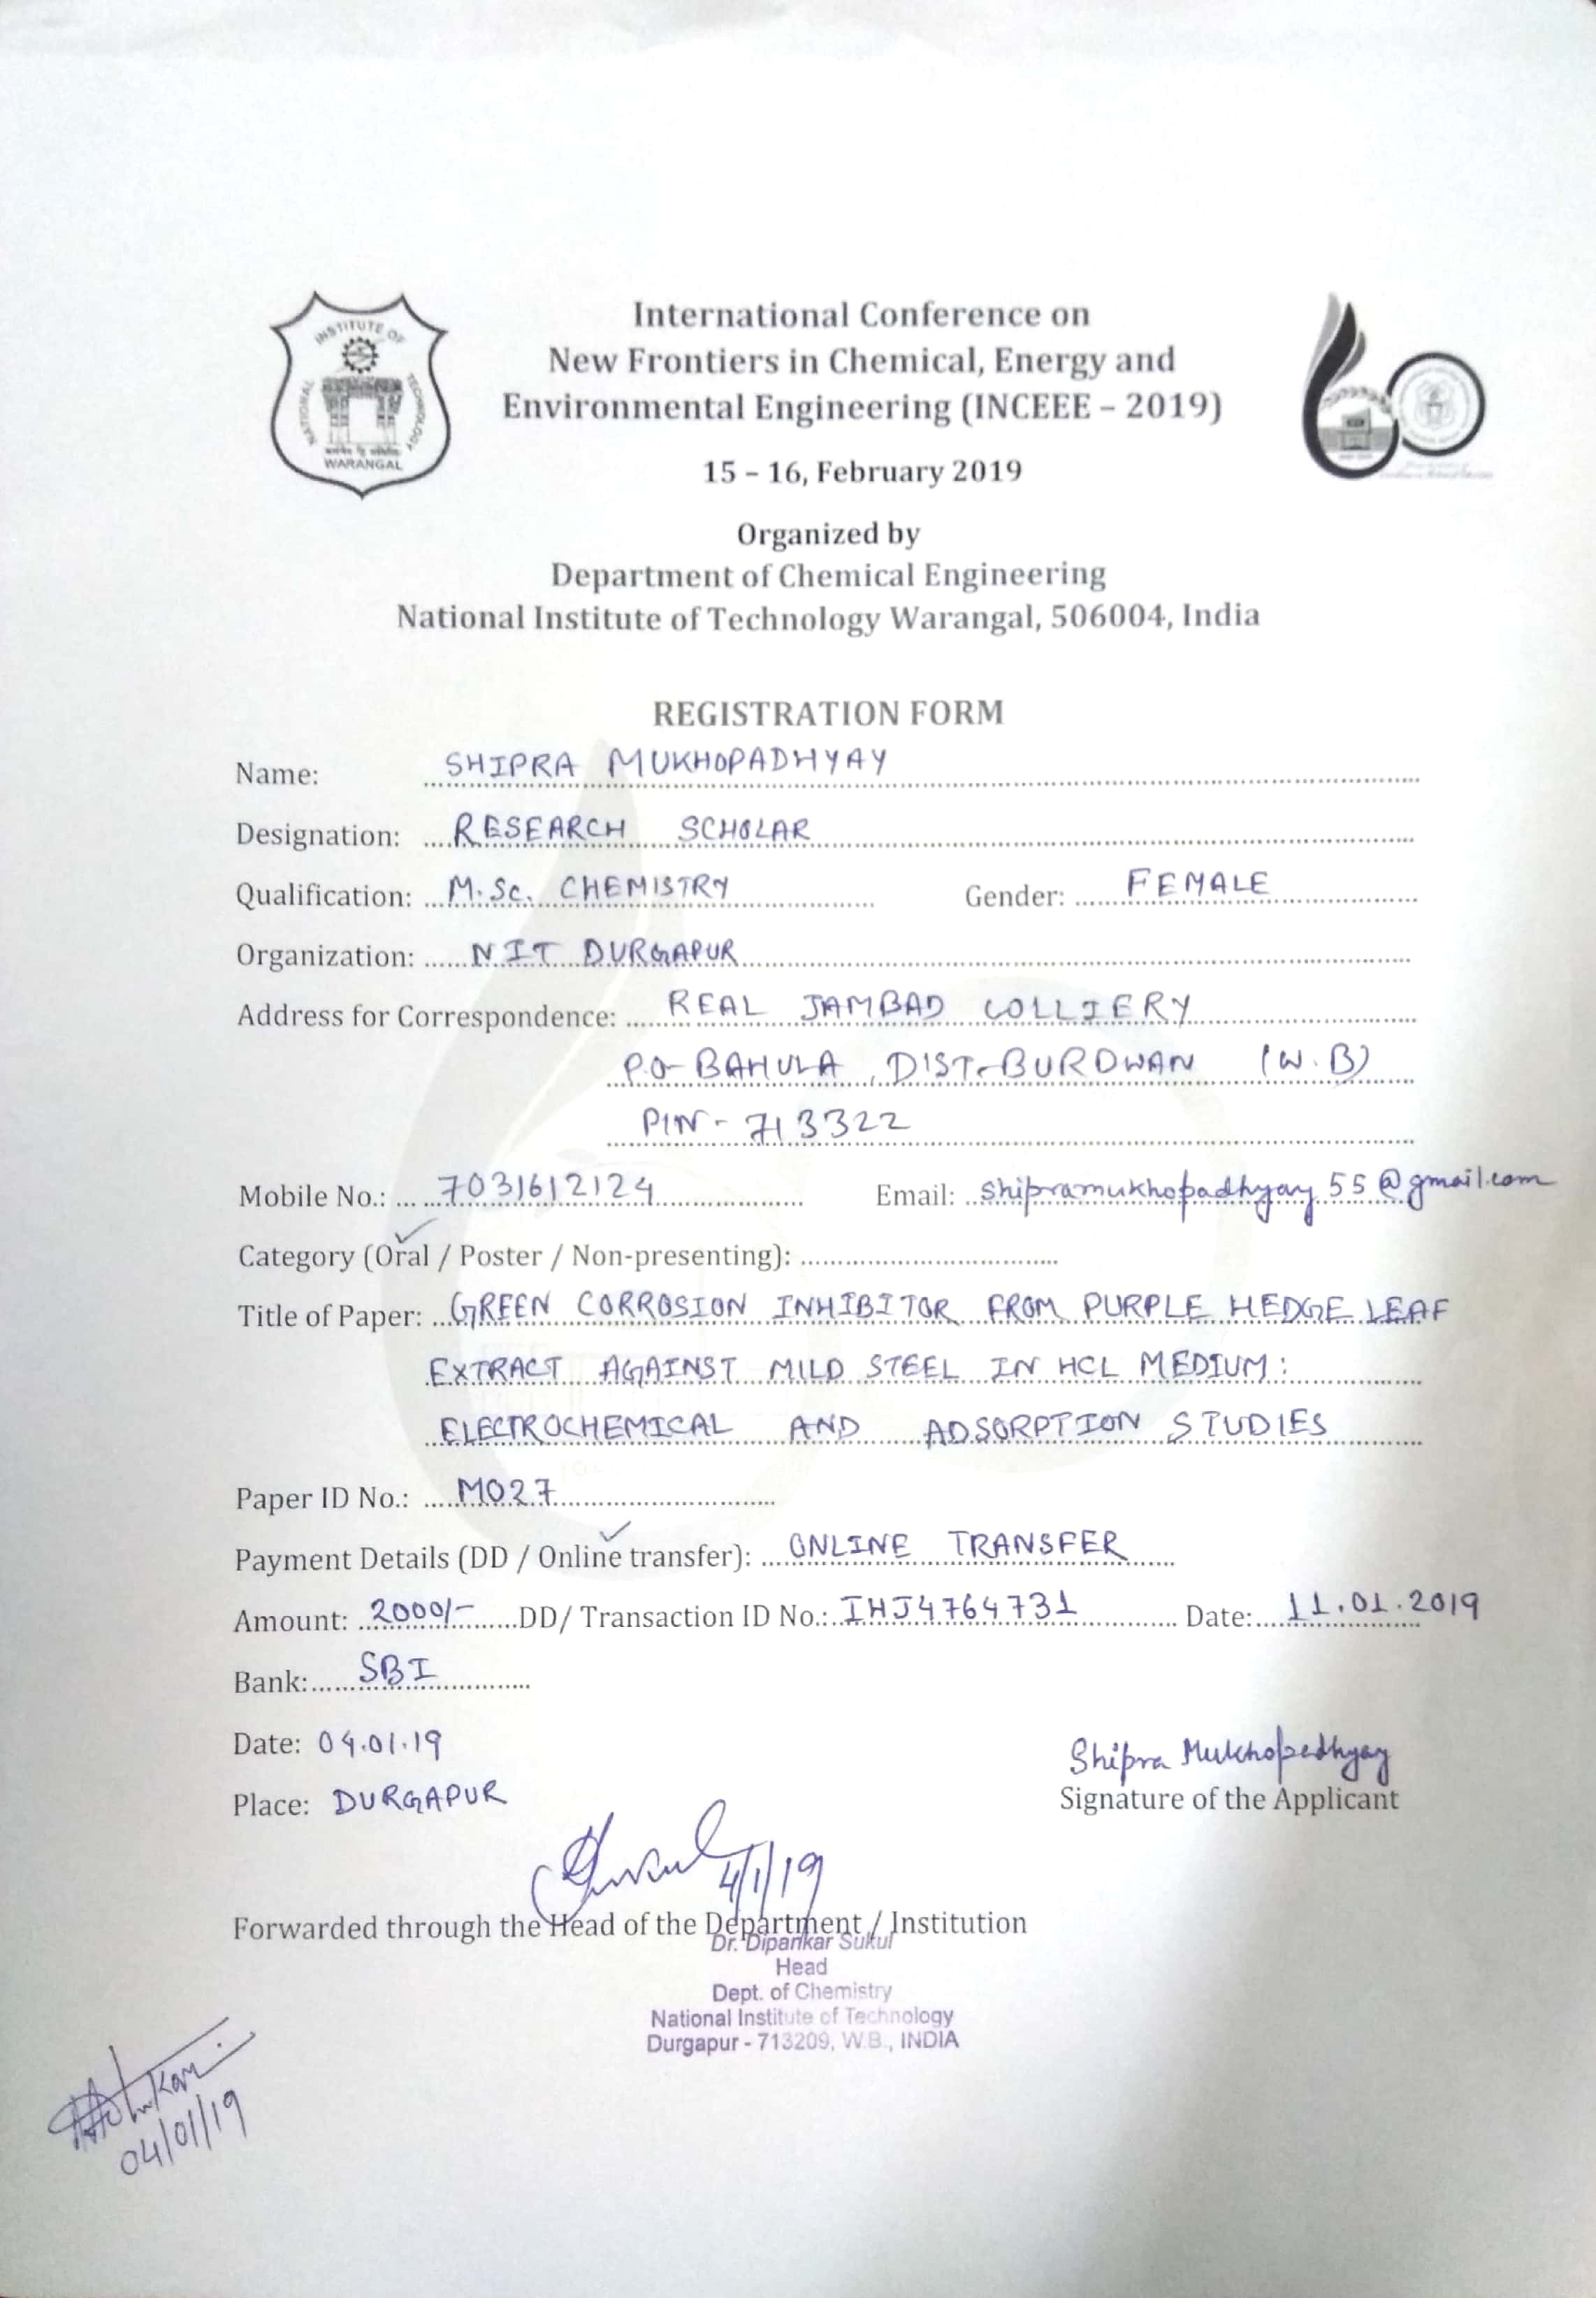 INSTITUTE OF
NATIONAL
TECHNOLOGY
WARANGAL
International Conference on
New Frontiers in Chemical, Energy and
Environmental Engineering (INCEEE – 2019)
15 – 16, February 2019
Organized by
Department of Chemical Engineering
National Institute of Technology Warangal, 506004, India
REGISTRATION FORM
Name: SHIPRA MUKHOPADHYAY
Designation: RESEARCH SCHOLAR
Qualification: M.Sc. CHEMISTRY Gender: FEMALE
Organization: NIT DURGAPUR
Address for Correspondence: REAL JAMBAD COLLIERY
P.O- BAHULA, DIST-BURDWAN (W.B)
PIN - 713322
Mobile No.: 7031612124 Email: shipramukhopadhyay55@gmail.com
Category (Oral / Poster / Non-presenting):
Title of Paper: GREEN CORROSION INHIBITOR FROM PURPLE HEDGE LEAF
EXTRACT AGAINST MILD STEEL IN HCL MEDIUM:
ELECTROCHEMICAL AND ADSORPTION STUDIES
Paper ID No.: M027
Payment Details (DD / Online transfer): ONLINE TRANSFER
Amount: 2000/- DD/ Transaction ID No.: IHJ4764731 Date: 11.01.2019
Bank: SBI
Date: 04.01.19
Shipra Mukhopadhyay
Place: DURGAPUR
Signature of the Applicant
4/1/19
Forwarded through the Head of the Department / Institution
Dr. Dipankar Sukul
Head
Dept. of Chemistry
National Institute of Technology
Durgapur - 713209, W.B., INDIA
04/01/19